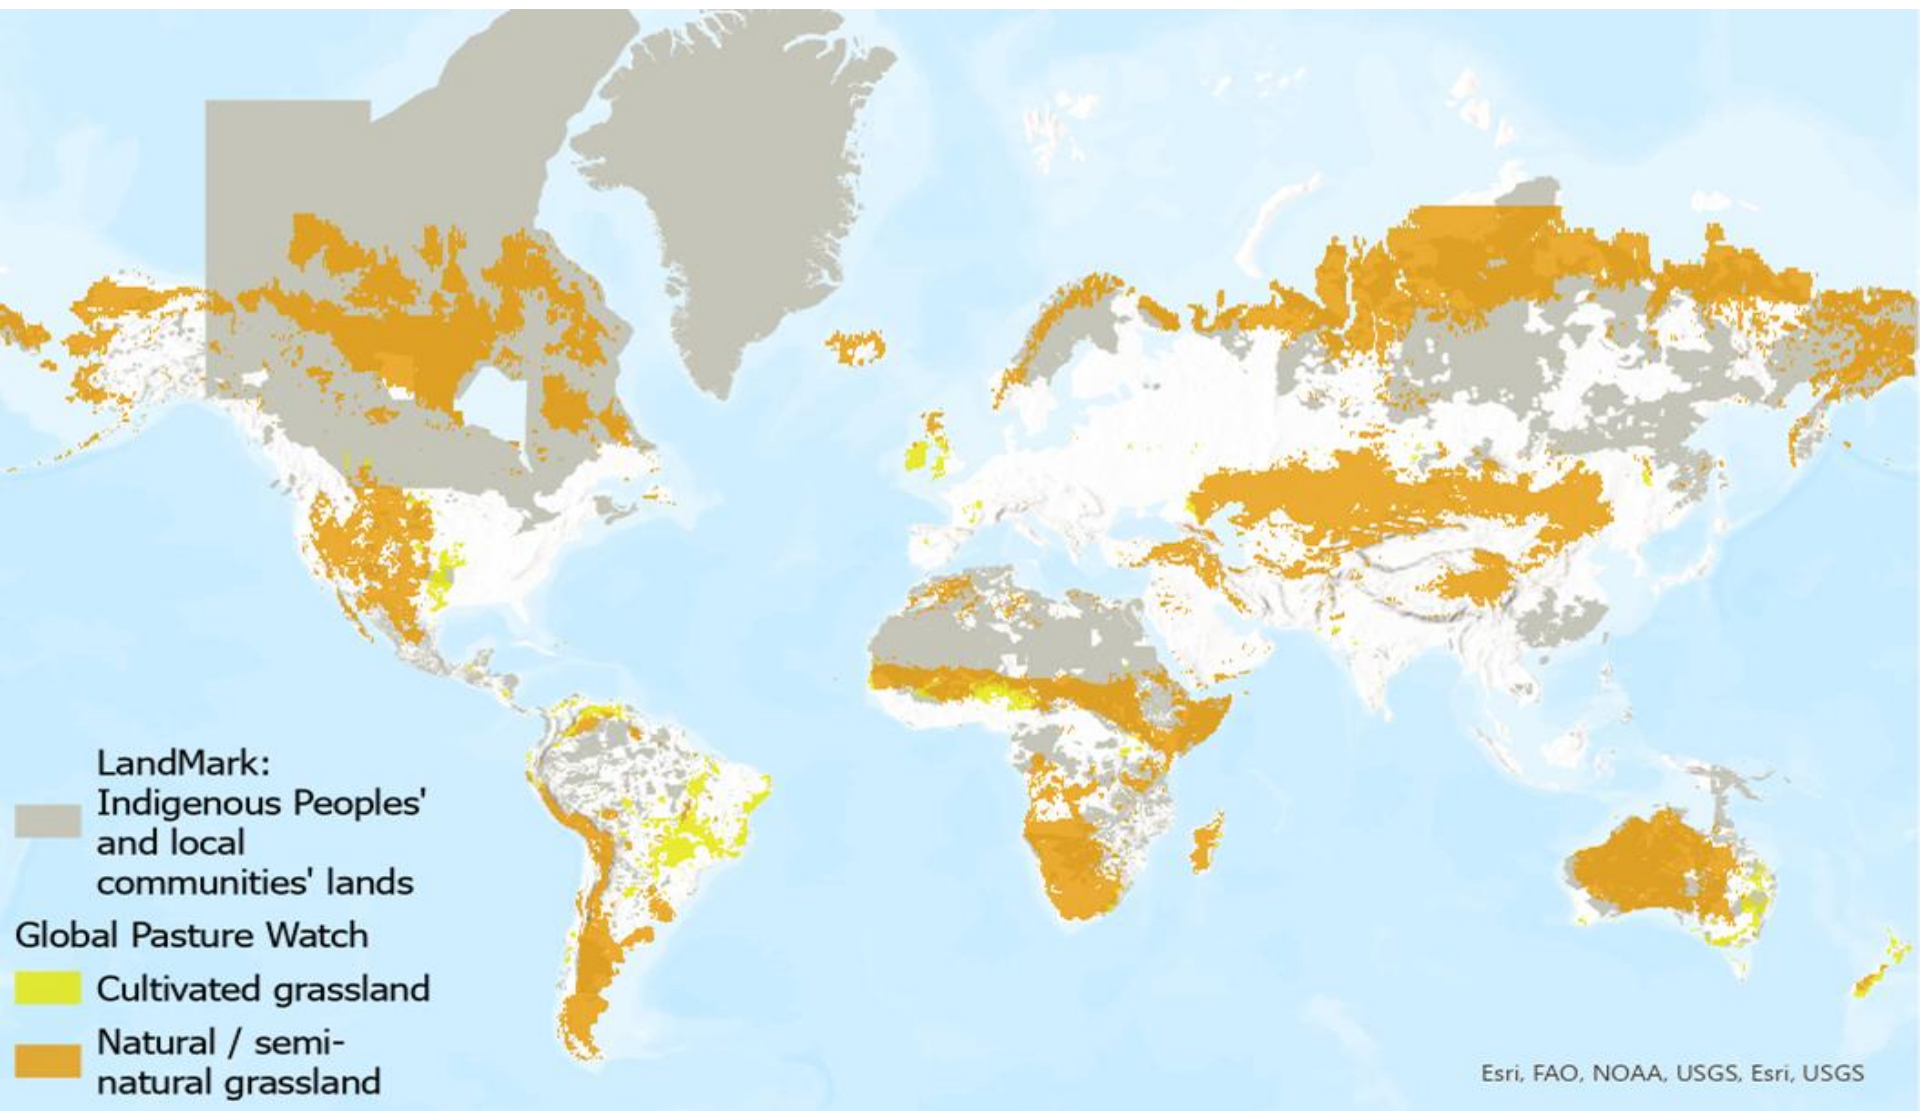 LandMark:
Indigenous Peoples'
and local
communities' lands
Global Pasture Watch
Cultivated grassland
Natural / semi-
natural grassland
Esri, FAO, NOAA, USGS, Esri, USGS